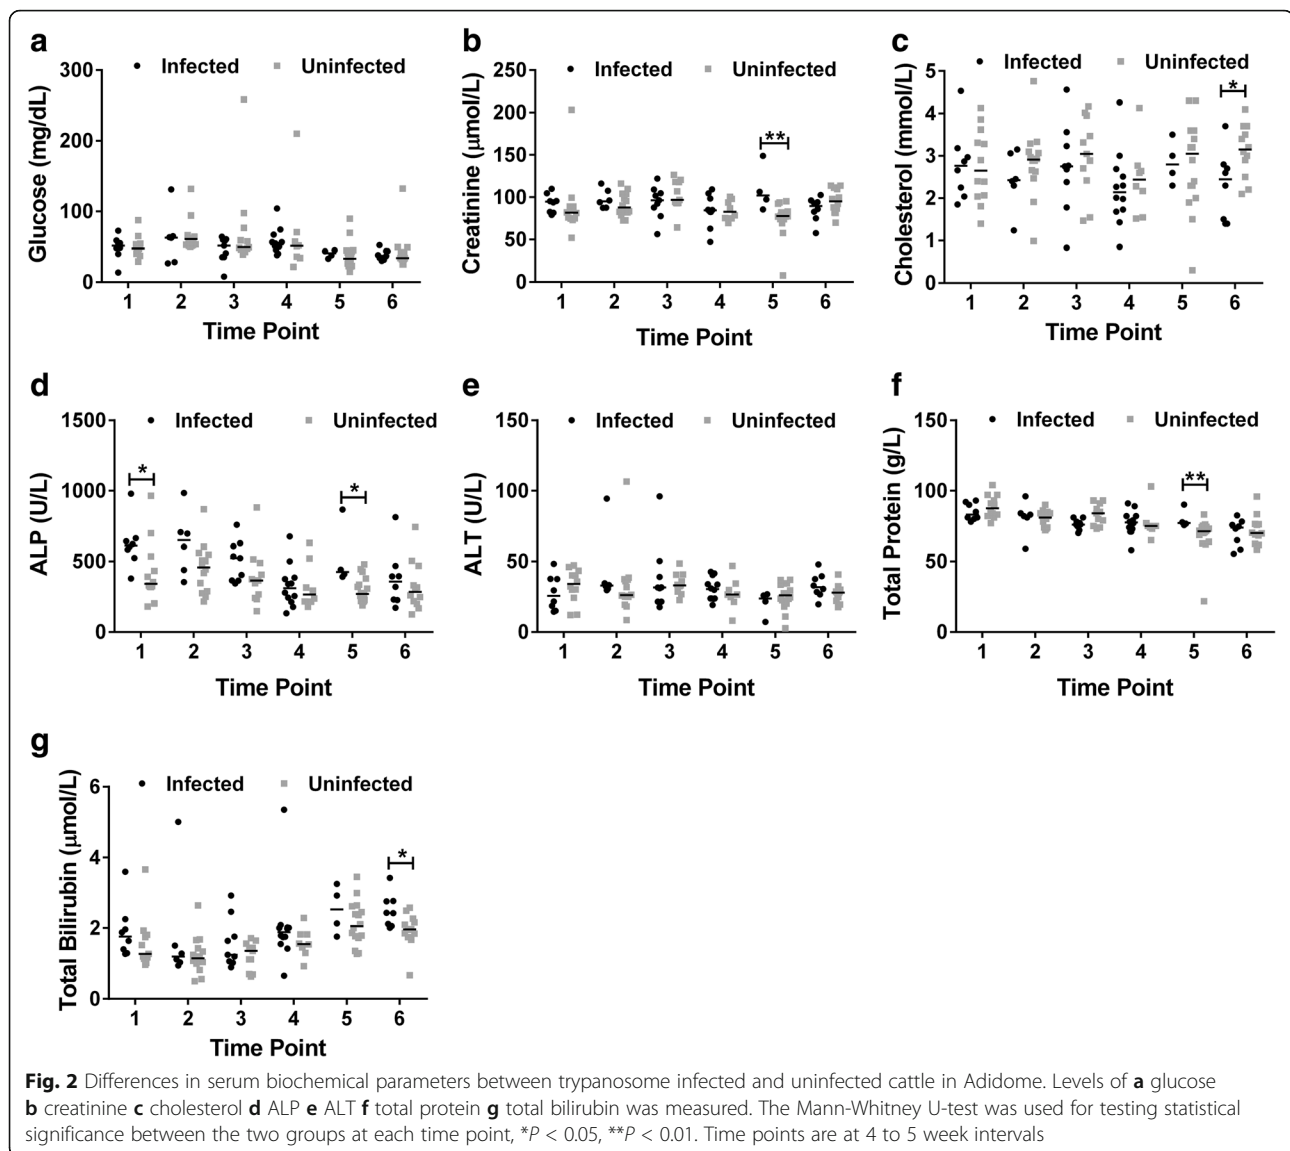 a
Infected Uninfected
Glucose (mg/dL)
300
200
100
0
1 2 3 4 5 6
Time Point
b
Infected Uninfected
Creatinine (μmol/L)
250
200
150
100
50
0
**
1 2 3 4 5 6
Time Point
c
Infected Uninfected
Cholesterol (mmol/L)
5
4
3
2
1
0
*
1 2 3 4 5 6
Time Point
d
Infected Uninfected
ALP (U/L)
1500
1000
500
0
* *
1 2 3 4 5 6
Time Point
e
Infected Uninfected
ALT (U/L)
150
100
50
0
1 2 3 4 5 6
Time Point
f
Infected Uninfected
Total Protein (g/L)
150
100
50
0
**
1 2 3 4 5 6
Time Point
g
Infected Uninfected
Total Bilirubin (μmol/L)
6
4
2
0
*
1 2 3 4 5 6
Time Point
Fig. 2 Differences in serum biochemical parameters between trypanosome infected and uninfected cattle in Adidome. Levels of a glucose
b creatinine c cholesterol d ALP e ALT f total protein g total bilirubin was measured. The Mann-Whitney U-test was used for testing statistical
significance between the two groups at each time point, *P < 0.05, **P < 0.01. Time points are at 4 to 5 week intervals